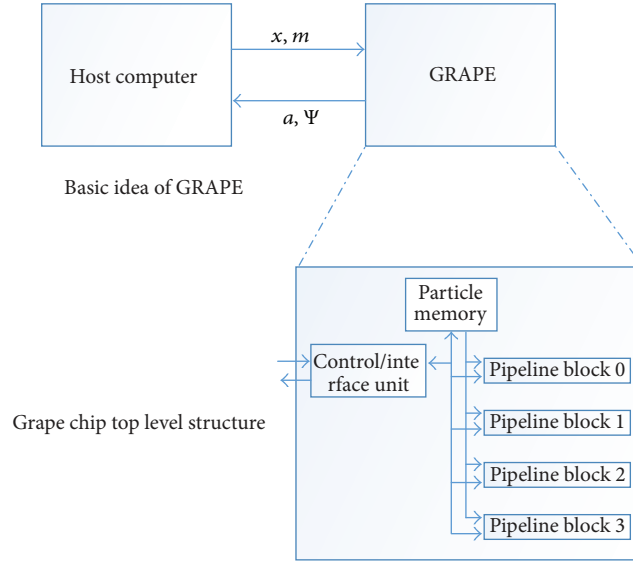 x, m
Host computer
GRAPE
a, Ψ
Basic idea of GRAPE
Particle
memory
Control/inte
rface unit
Pipeline block 0
Grape chip top level structure
Pipeline block 1
Pipeline block 2
Pipeline block 3